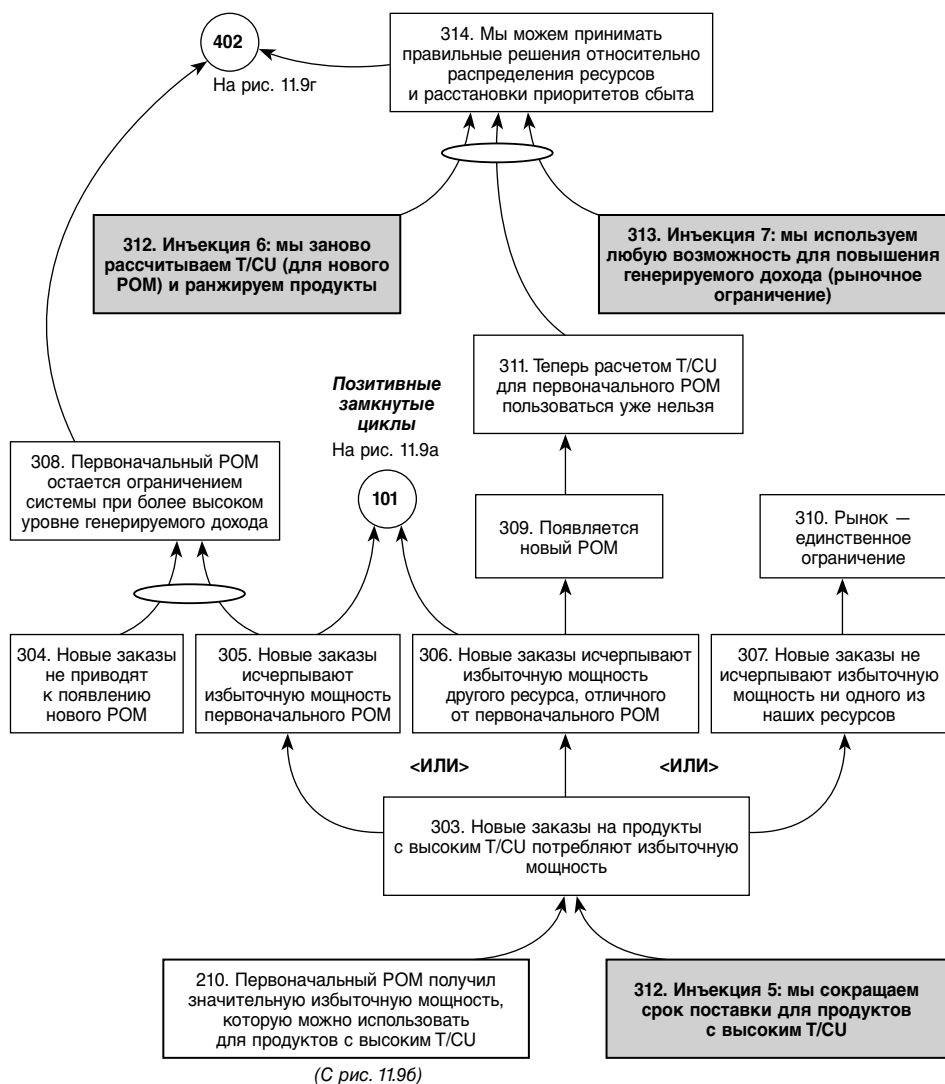 402
На рис. 11.9г
314. Мы можем принимать
правильные решения относительно
распределения ресурсов
и расстановки приоритетов сбыта
312. Инъекция 6: мы заново
рассчитываем T/CU (для нового
РОМ) и ранжируем продукты
313. Инъекция 7: мы используем
любую возможность для повышения
генерируемого дохода (рыночное
ограничение)
311. Теперь расчетом T/CU
для первоначального РОМ
пользоваться уже нельзя
Позитивные
замкнутые
циклы
На рис. 11.9а
101
308. Первоначальный РОМ
остается ограничением
системы при более высоком
уровне генерируемого дохода
309. Появляется
новый РОМ
310. Рынок —
единственное
ограничение
304. Новые заказы
не приводят
к появлению
нового РОМ
305. Новые заказы
исчерпывают
избыточную мощность
первоначального РОМ
306. Новые заказы исчерпывают
избыточную мощность
другого ресурса, отличного
от первоначального РОМ
307. Новые заказы не
исчерпывают избыточную
мощность ни одного из
наших ресурсов
<ИЛИ>
<ИЛИ>
303. Новые заказы на продукты
с высоким T/CU потребляют избыточную
мощность
210. Первоначальный РОМ получил
значительную избыточную мощность,
которую можно использовать
для продуктов с высоким T/CU
(С рис. 11.9б)
312. Инъекция 5: мы сокращаем
срок поставки для продуктов
с высоким T/CU